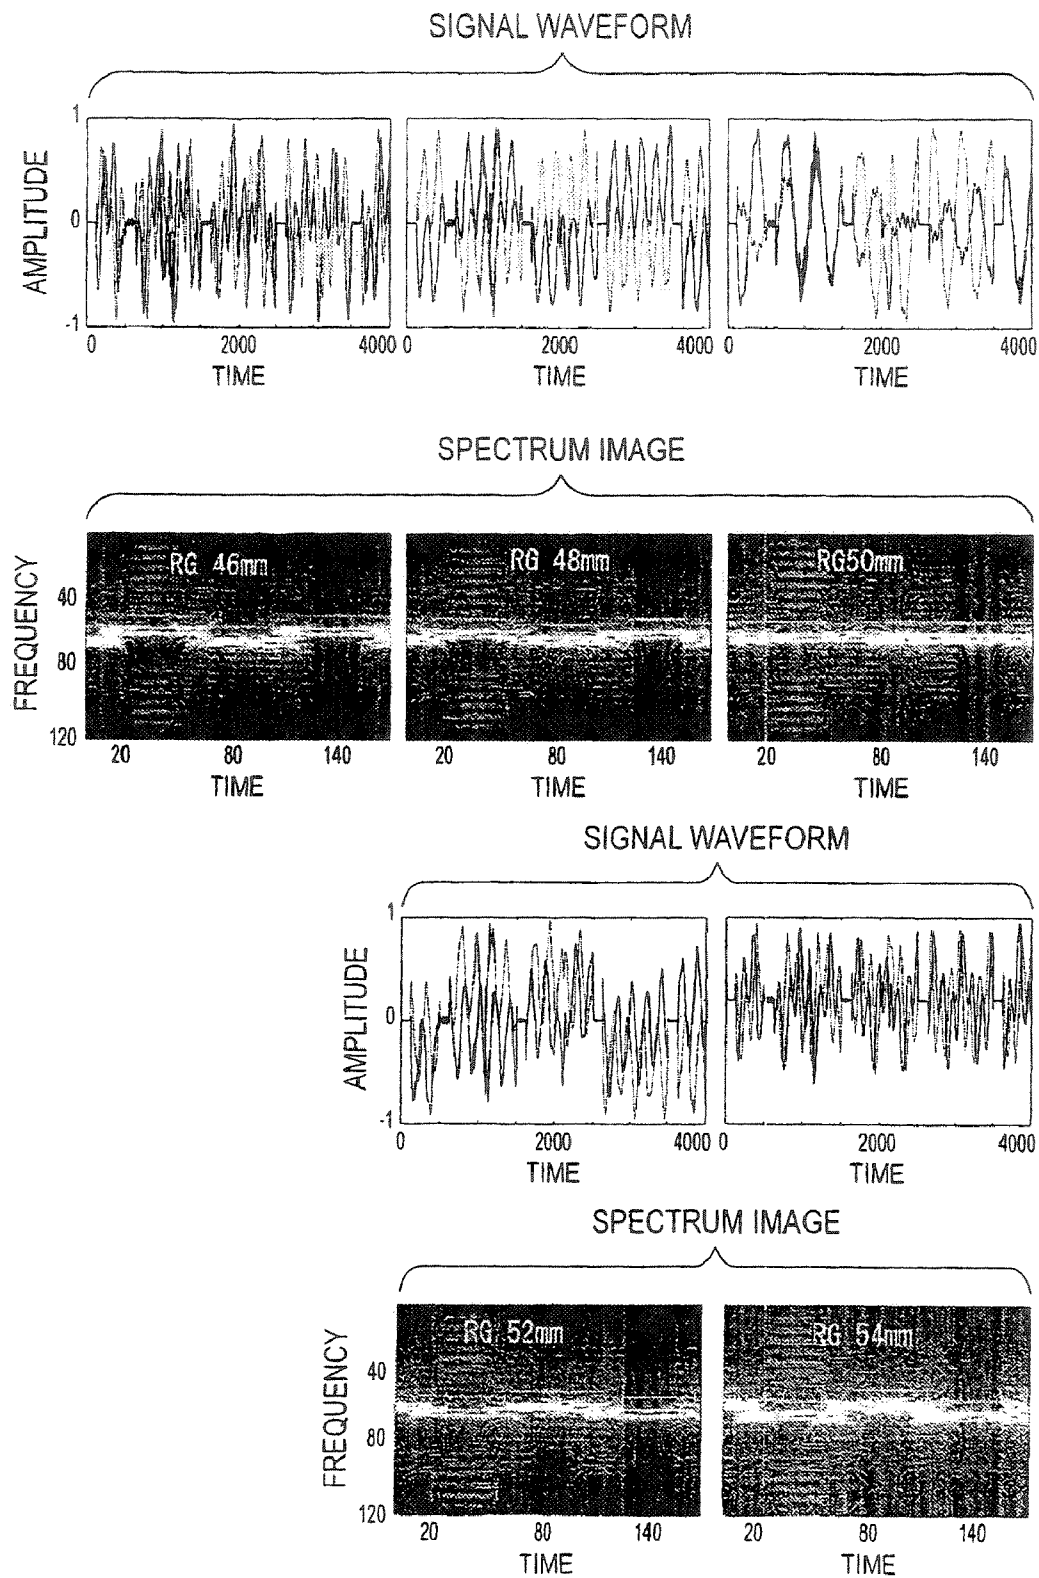 SIGNAL WAVEFORM
1
0
-1
AMPLITUDE
0 2000 4000 0 2000 4000 0 2000 4000
TIME TIME TIME
SPECTRUM IMAGE
RG 46mm RG 48mm RG50mm
FREQUENCY
40
80
120
20 80 140 20 80 140 20 80 140
TIME TIME TIME
SIGNAL WAVEFORM
1
0
-1
AMPLITUDE
0 2000 4000 0 2000 4000
TIME TIME
SPECTRUM IMAGE
RG 52mm RG 54mm
FREQUENCY
40
80
120
20 80 140 20 80 140
TIME TIME